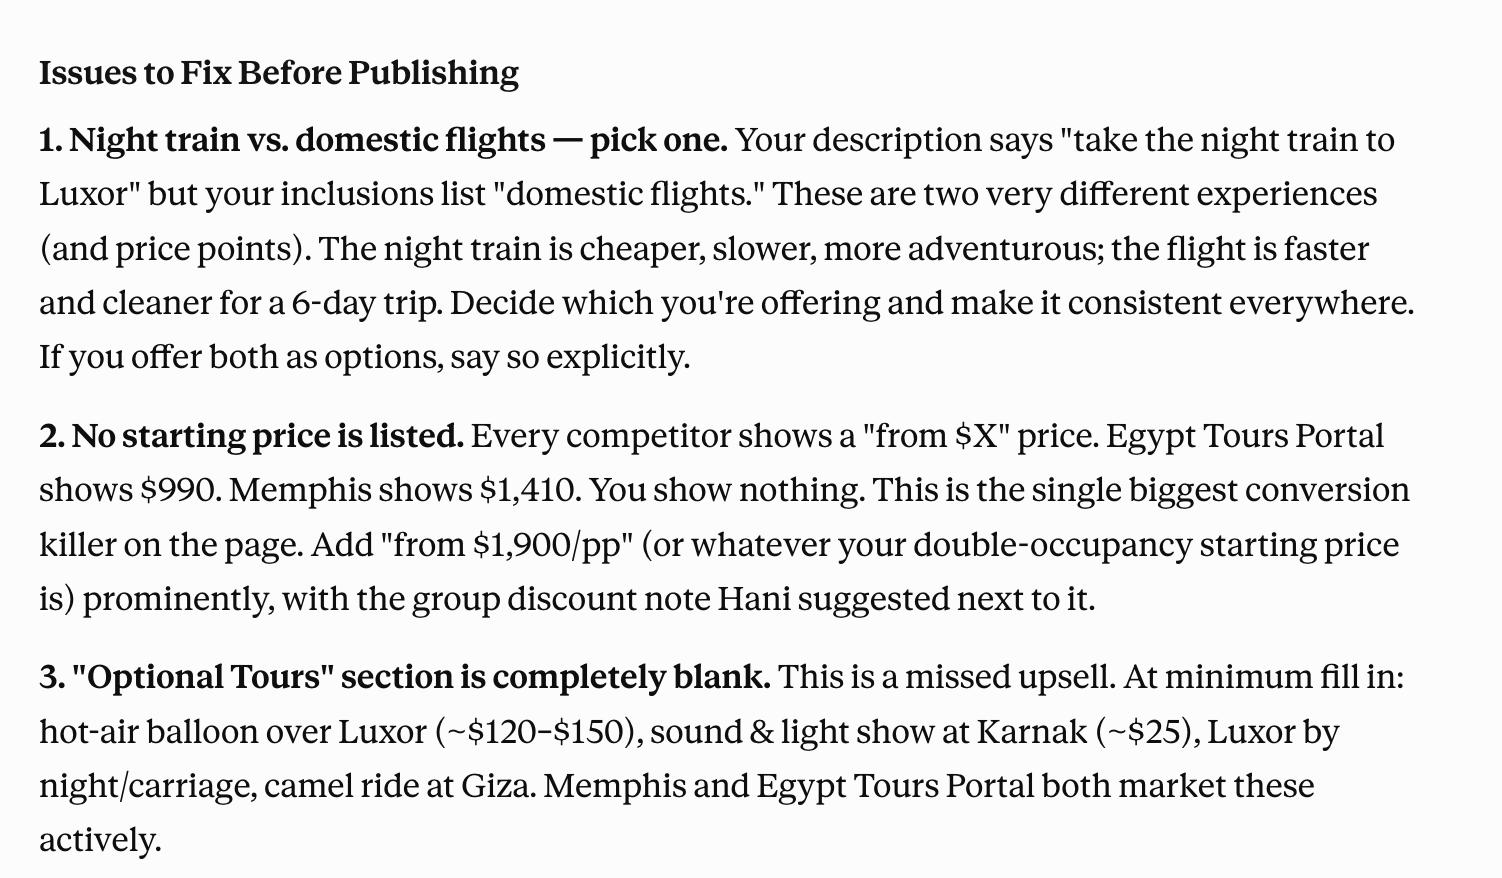 Issues to Fix Before Publishing
1. Night train vs. domestic flights — pick one. Your description says "take the night train to
Luxor" but your inclusions list "domestic flights." These are two very different experiences
(and price points). The night train is cheaper, slower, more adventurous; the flight is faster
and cleaner for a 6-day trip. Decide which you're offering and make it consistent everywhere.
If you offer both as options, say so explicitly.
2. No starting price is listed. Every competitor shows a "from $X" price. Egypt Tours Portal
shows $990. Memphis shows $1,410. You show nothing. This is the single biggest conversion
killer on the page. Add "from $1,900/pp" (or whatever your double-occupancy starting price
is) prominently, with the group discount note Hani suggested next to it.
3. "Optional Tours" section is completely blank. This is a missed upsell. At minimum fill in:
hot-air balloon over Luxor (~$120–$150), sound & light show at Karnak (~$25), Luxor by
night/carriage, camel ride at Giza. Memphis and Egypt Tours Portal both market these
actively.